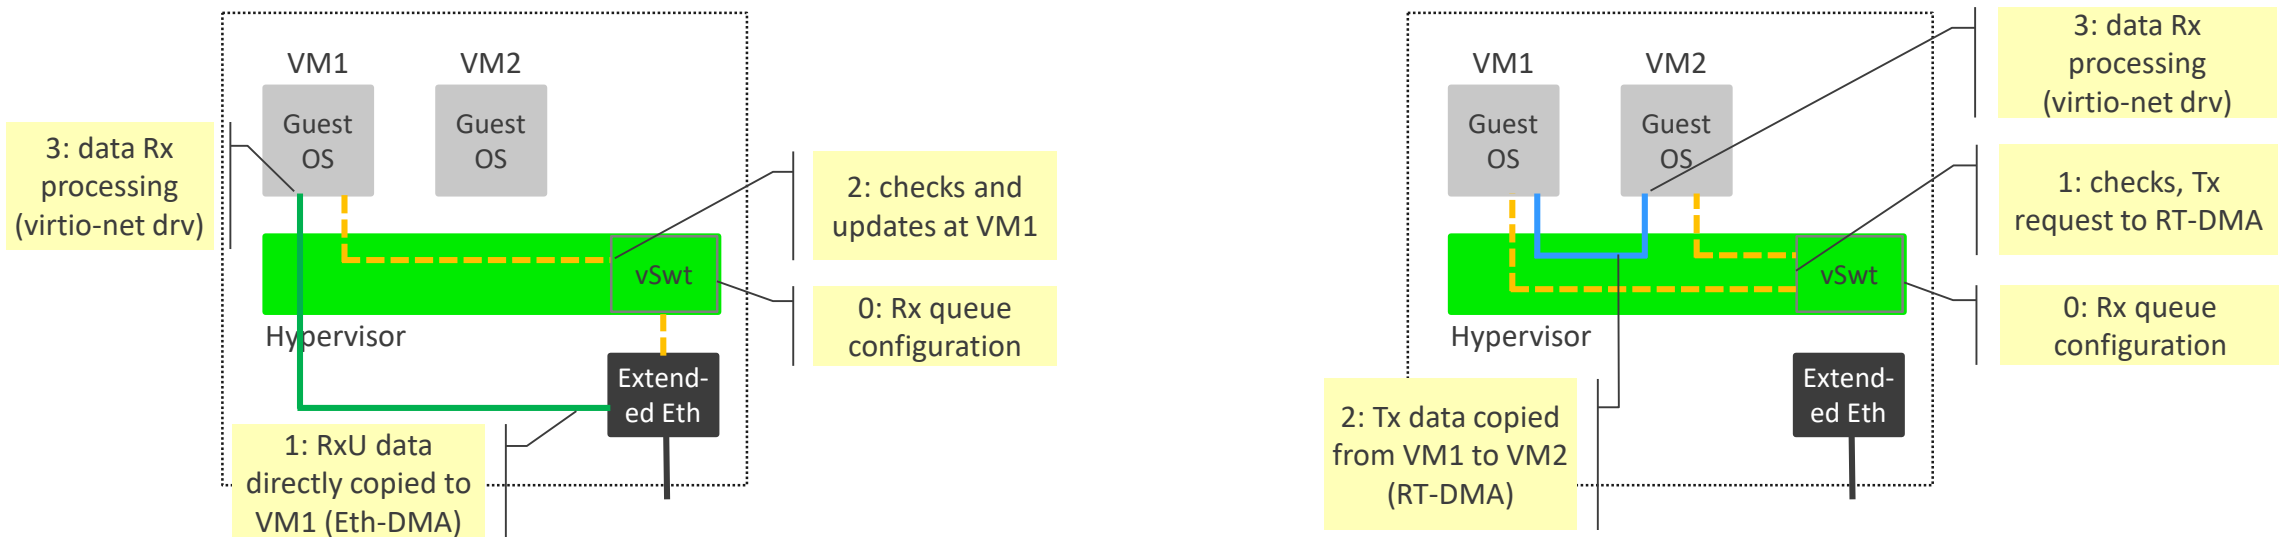 VM1
VM2
Guest
OS
Guest
OS
3: data Rx
processing
(virtio-net drv)
2: checks and
updates at VM1
vSwt
0: Rx queue
configuration
Hypervisor
Extend-
ed Eth
1: RxU data
directly copied to
VM1 (Eth-DMA)
3: data Rx
processing
(virtio-net drv)
VM1
VM2
Guest
OS
Guest
OS
1: checks, Tx
request to RT-DMA
vSwt
0: Rx queue
configuration
Hypervisor
Extend-
ed Eth
2: Tx data copied
from VM1 to VM2
(RT-DMA)